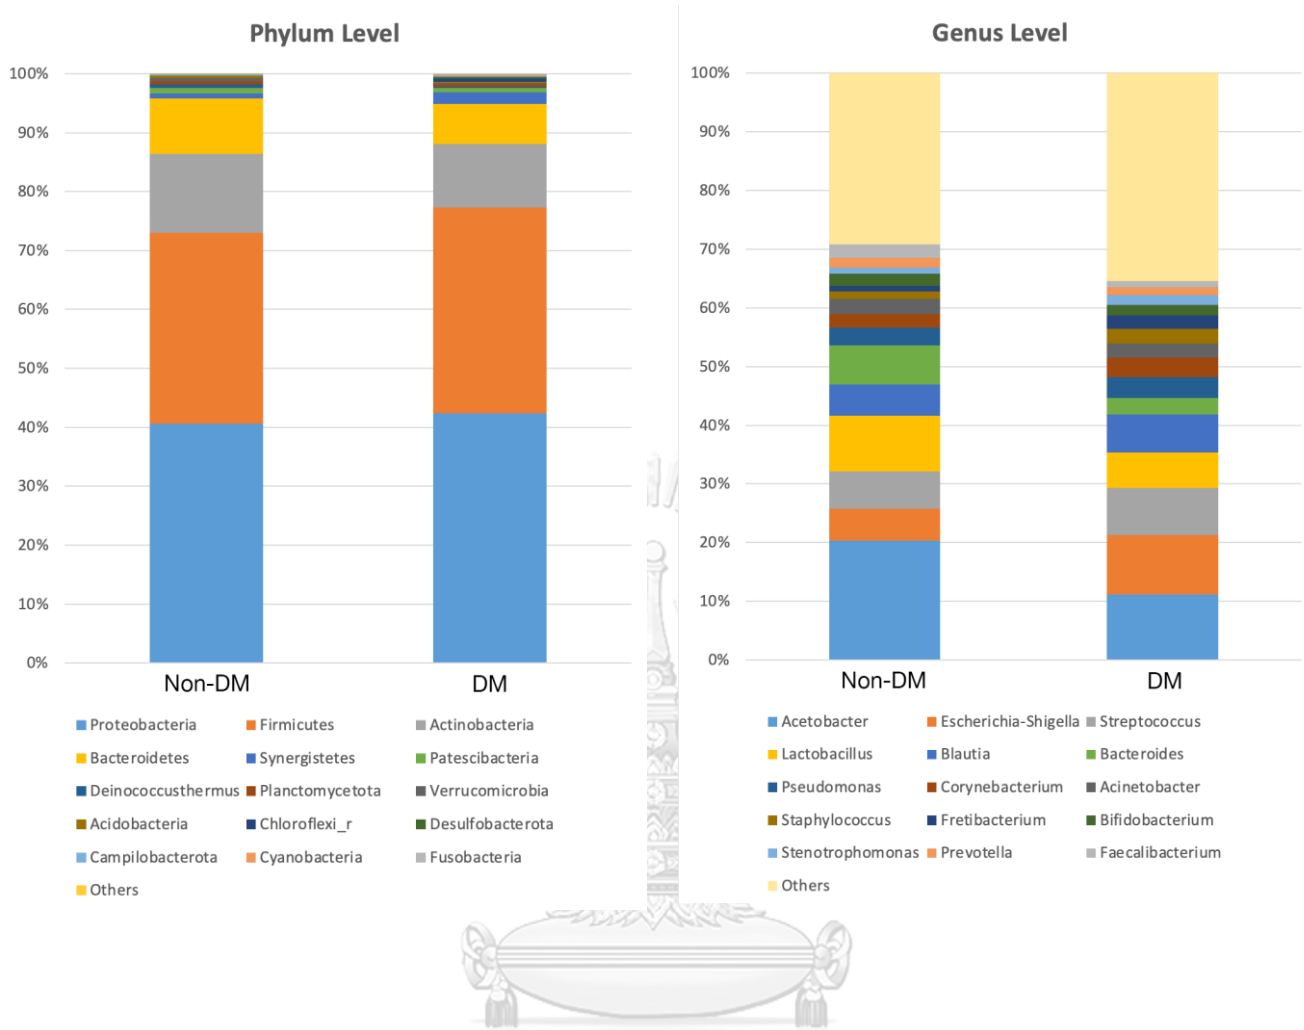 Phylum Level
100%
90%
80%
70%
60%
50%
40%
30%
20%
10%
0%
Non-DM DM
Proteobacteria Firmicutes Actinobacteria
Bacteroidetes Synergistetes Patescibacteria
Deinococcusthermus Planctomycetota Verrucomicrobia
Acidobacteria Chloroflexi_r Desulfobacterota
Campilobacterota Cyanobacteria Fusobacteria
Others
Genus Level
100%
90%
80%
70%
60%
50%
40%
30%
20%
10%
0%
Non-DM DM
Acetobacter Escherichia-Shigella Streptococcus
Lactobacillus Blautia Bacteroides
Pseudomonas Corynebacterium Acinetobacter
Staphylococcus Fretibacterium Bifidobacterium
Stenotrophomonas Prevotella Faecalibacterium
Others